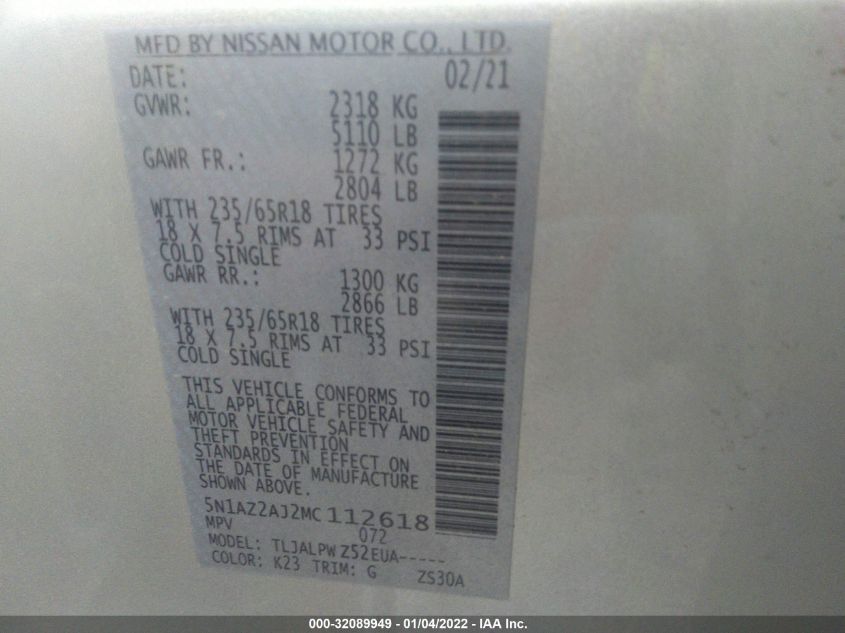 MFD BY NISSAN MOTOR CO., LTD.
DATE: 02/21
GVWR: 2318 KG
5110 LB
GAWR FR.: 1272 KG
2804 LB
WITH 235/65R18 TIRES
18 X 7.5 RIMS AT 33 PSI
COLD SINGLE
GAWR RR.: 1300 KG
2866 LB
WITH 235/65R18 TIRES
18 X 7.5 RIMS AT 33 PSI
COLD SINGLE
THIS VEHICLE CONFORMS TO
ALL APPLICABLE FEDERAL
MOTOR VEHICLE SAFETY AND
THEFT PREVENTION
STANDARDS IN EFFECT ON
THE DATE OF MANUFACTURE
SHOWN ABOVE.
5N1AZ2AJ2MC112618
MPV 072
MODEL: TLJALPW Z52EUA-----
COLOR: K23 TRIM: G ZS30A
000-32089949 - 01/04/2022 - IAA Inc.